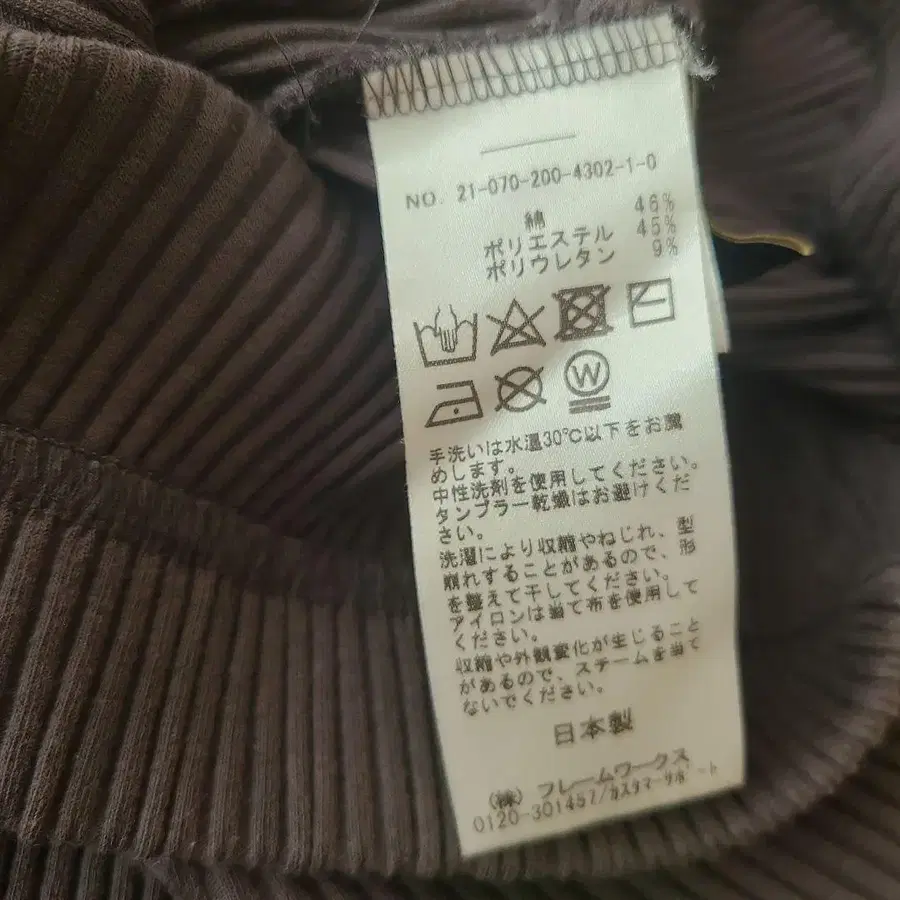 NO. 21-070-200-4302-1-0
綿 46%
ポリエステル 45%
ポリウレタン 9%
W
手洗いは水温30℃以下をお薦
めします。
中性洗剤を使用してください。
タンブラー乾燥はお避けくだ
さい。
洗濯により収縮やねじれ、型
崩れすることがあるので、形
を整えて干してください。
アイロンは当て布を使用して
ください。
収縮や外観変化が生じること
があるので、スチームを当て
ないでください。
日本製
(株) フレームワークス
0120-301457/カスタマーサポート